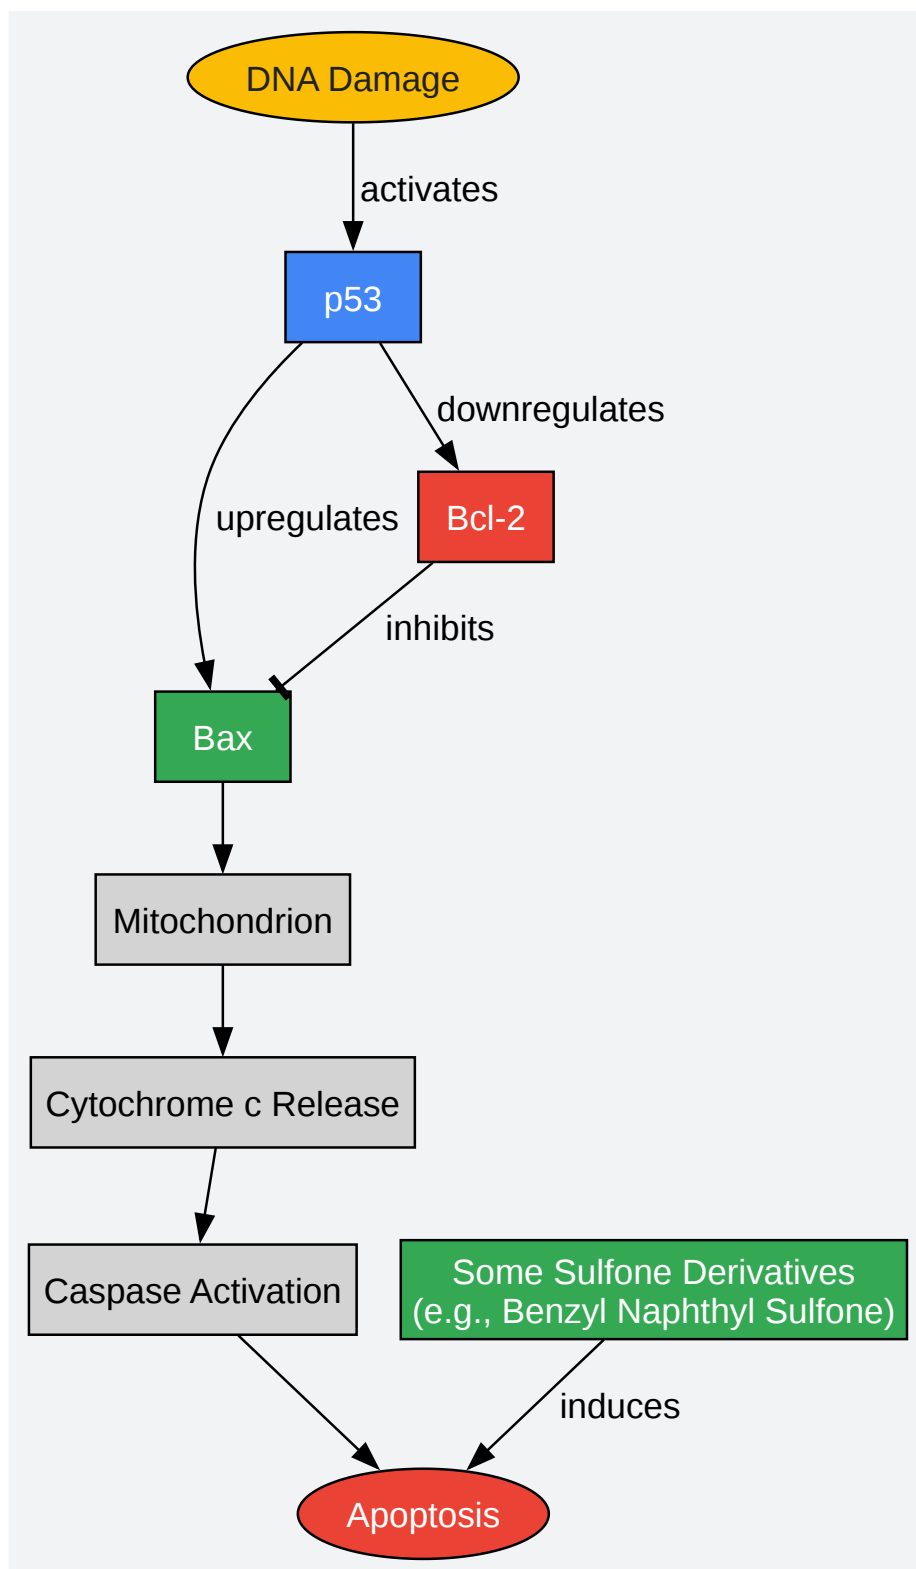 DNA Damage
activates
p53
downregulates
upregulates
Bcl-2
inhibits
Bax
Mitochondrion
Cytochrome c Release
Caspase Activation
Some Sulfone Derivatives
(e.g., Benzyl Naphthyl Sulfone)
induces
Apoptosis